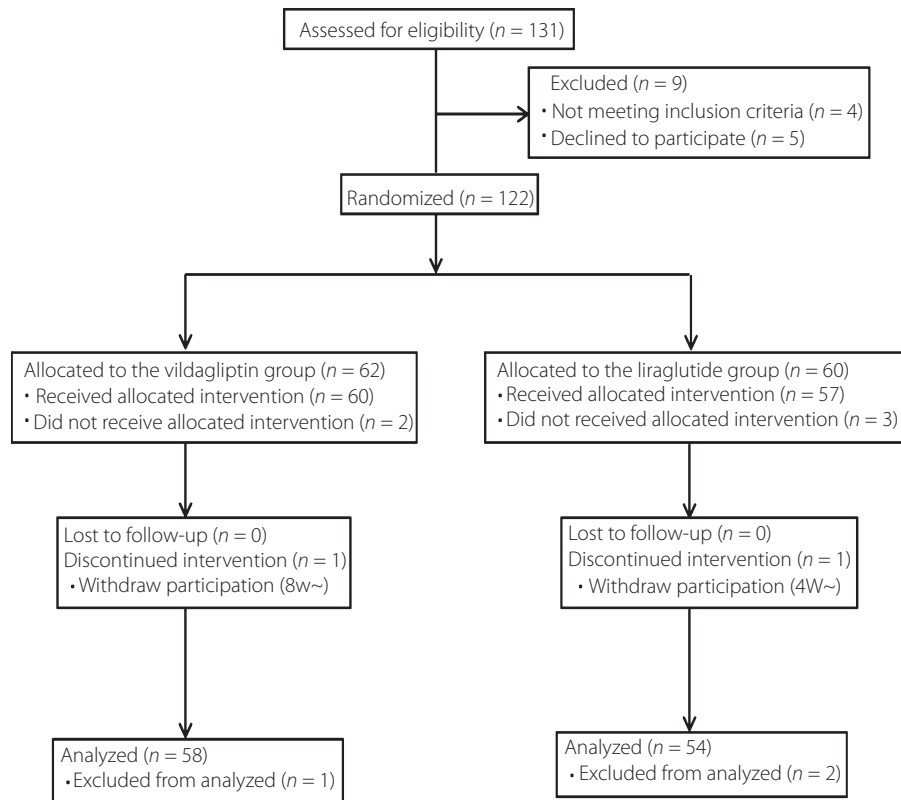 Assessed for eligibility (n = 131)
Excluded (n = 9)
• Not meeting inclusion criteria (n = 4)
• Declined to participate (n = 5)
Randomized (n = 122)
Allocated to the vildagliptin group (n = 62)
• Received allocated intervention (n = 60)
• Did not receive allocated intervention (n = 2)
Allocated to the liraglutide group (n = 60)
• Received allocated intervention (n = 57)
• Did not received allocated intervention (n = 3)
Lost to follow-up (n = 0)
Discontinued intervention (n = 1)
• Withdraw participation (8w~)
Lost to follow-up (n = 0)
Discontinued intervention (n = 1)
• Withdraw participation (4W~)
Analyzed (n = 58)
• Excluded from analyzed (n = 1)
Analyzed (n = 54)
• Excluded from analyzed (n = 2)